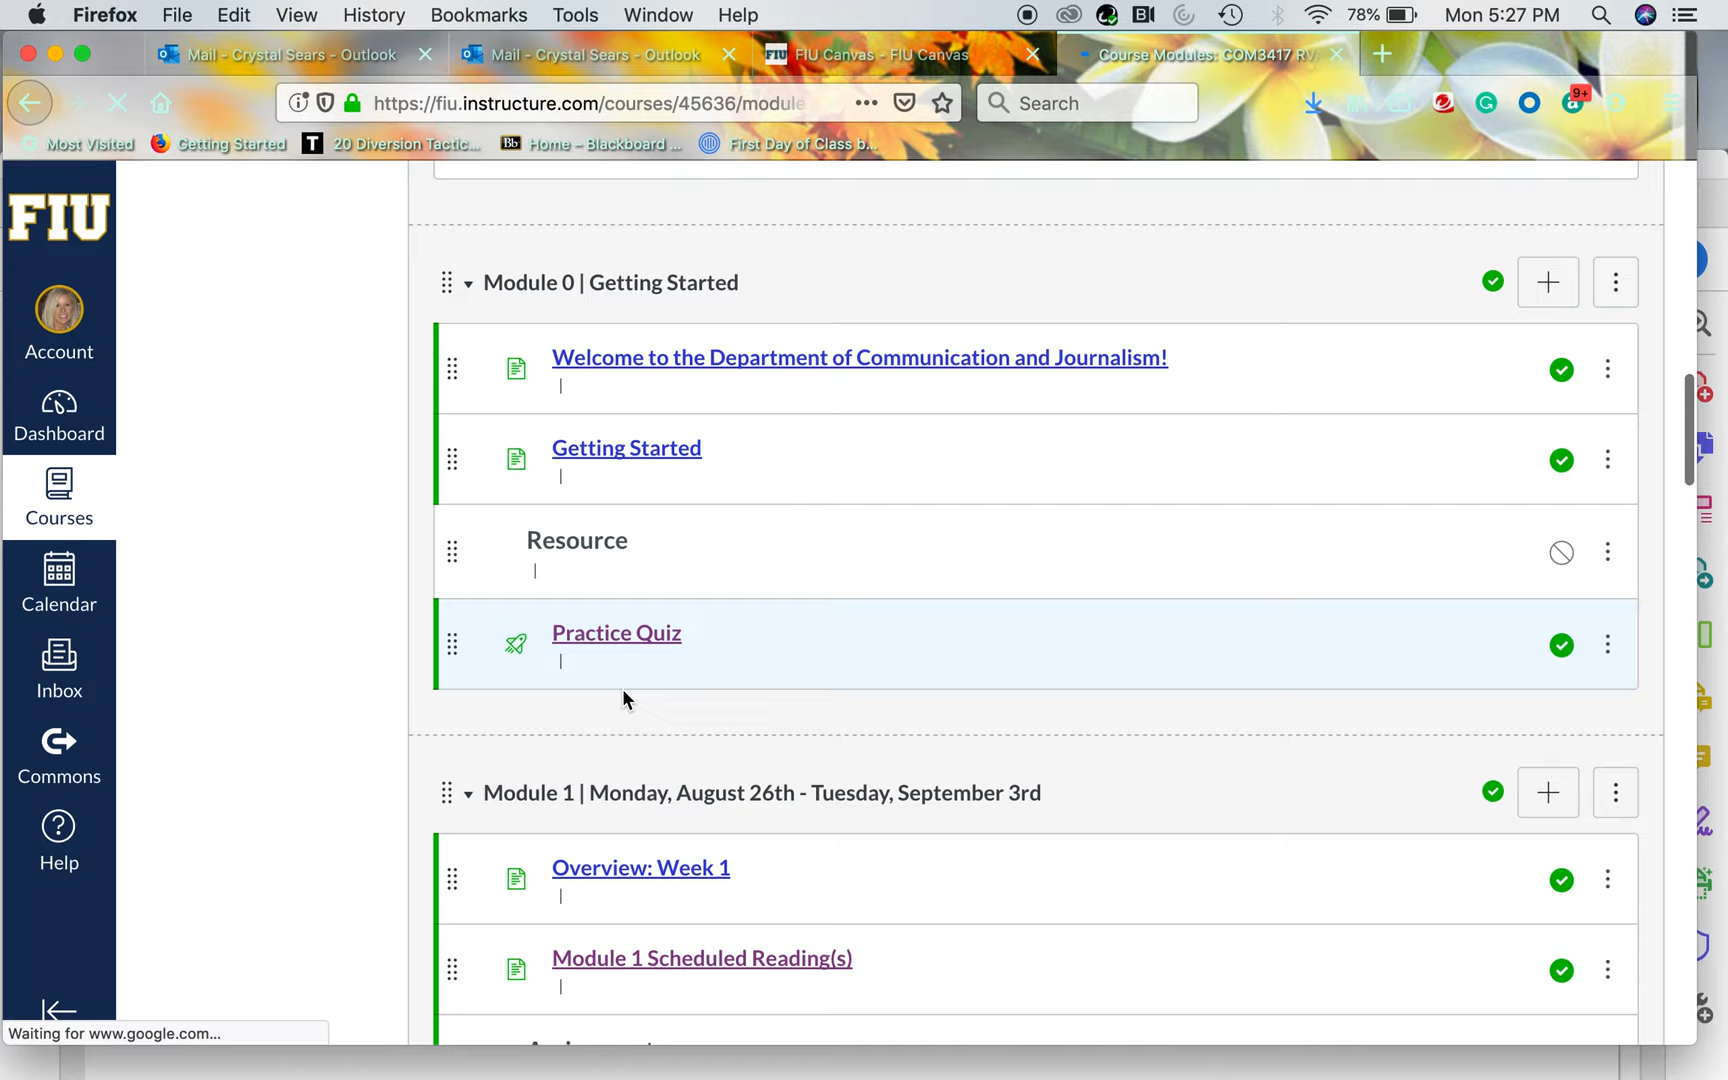 Firefox File Edit View History Bookmarks Tools Window Help 78% Mon 5:27 PM
Mail - Crystal Sears - Outlook
Mail - Crystal Sears - Outlook
FIU FIU Canvas - FIU Canvas
Course Modules: COM3417 RV
https://fiu.instructure.com/courses/45636/module
Search
9+
Most Visited
Getting Started
T 20 Diversion Tactic...
Bb Home – Blackboard ...
First Day of Class b...
FIU
Account
Dashboard
Courses
Calendar
Inbox
Commons
Help
Module 0 | Getting Started
Welcome to the Department of Communication and Journalism!
|
Getting Started
|
Resource
|
Practice Quiz
|
Module 1 | Monday, August 26th - Tuesday, September 3rd
Overview: Week 1
|
Module 1 Scheduled Reading(s)
|
Waiting for www.google.com...